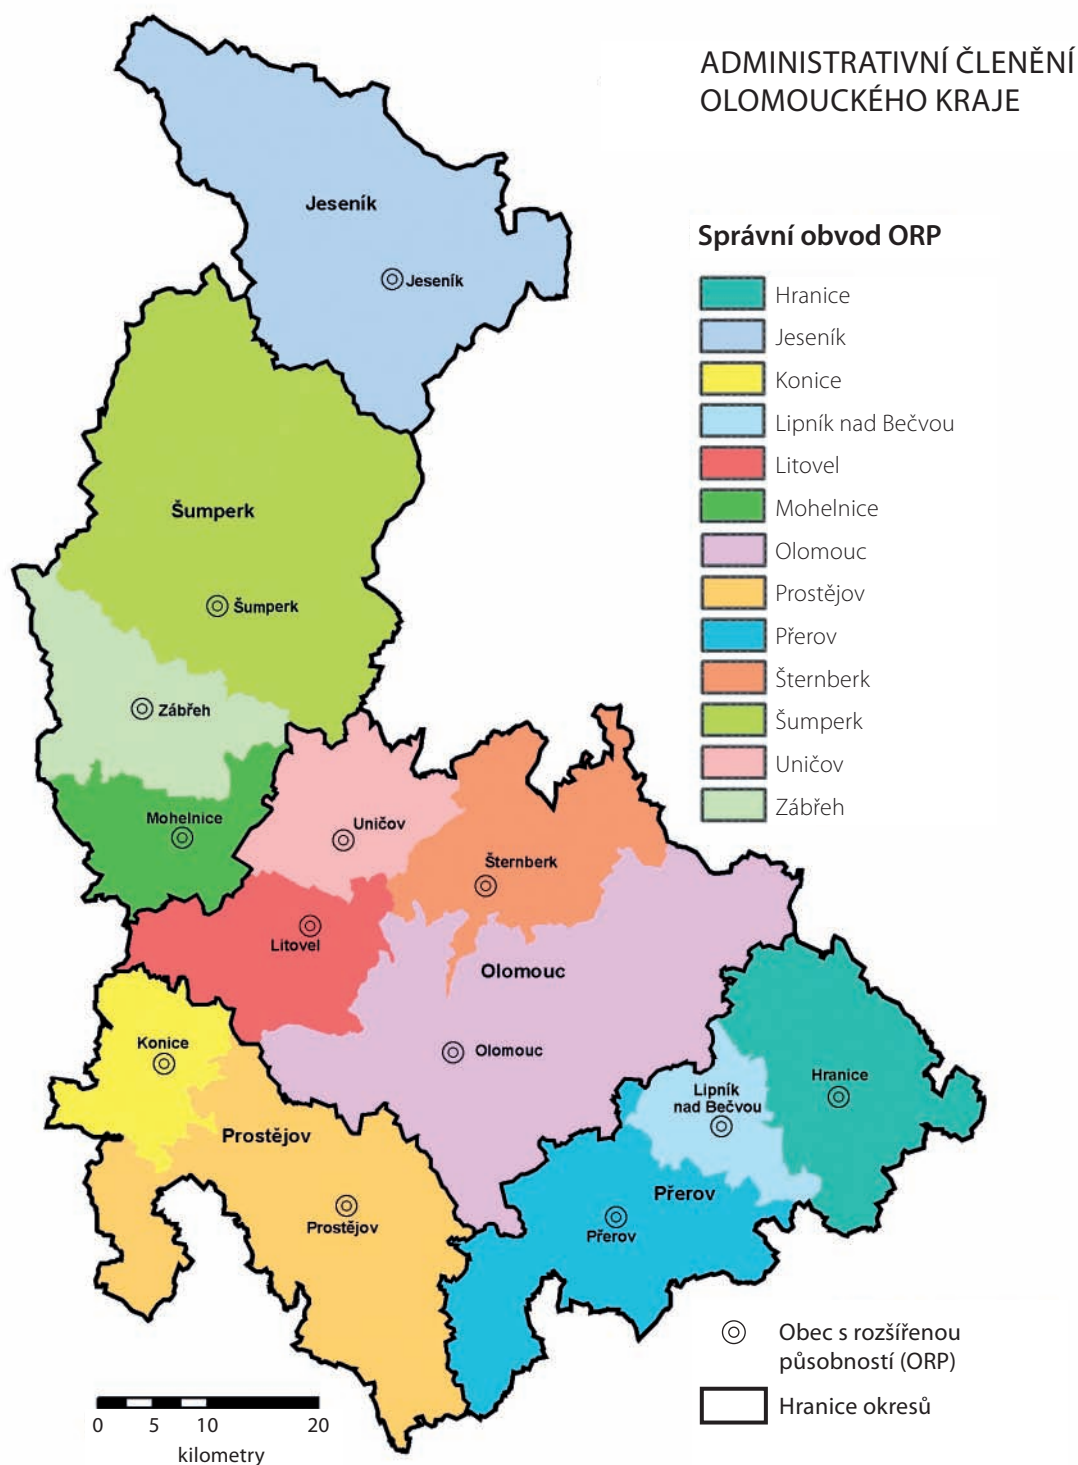 ADMINISTRATIVNÍ ČLENĚNÍ
OLOMOUCKÉHO KRAJE
Správní obvod ORP
Hranice
Jeseník
Konice
Lipník nad Bečvou
Litovel
Mohelnice
Olomouc
Prostějov
Přerov
Šternberk
Šumperk
Uničov
Zábřeh
Jeseník
Jeseník
Šumperk
Šumperk
Zábřeh
Mohelnice
Uničov
Šternberk
Litovel
Olomouc
Olomouc
Konice
Hranice
Lipník
nad Bečvou
Prostějov
Prostějov
Přerov
Přerov
Obec s rozšířenou
působností (ORP)
Hranice okresů
0 5 10 20
kilometry